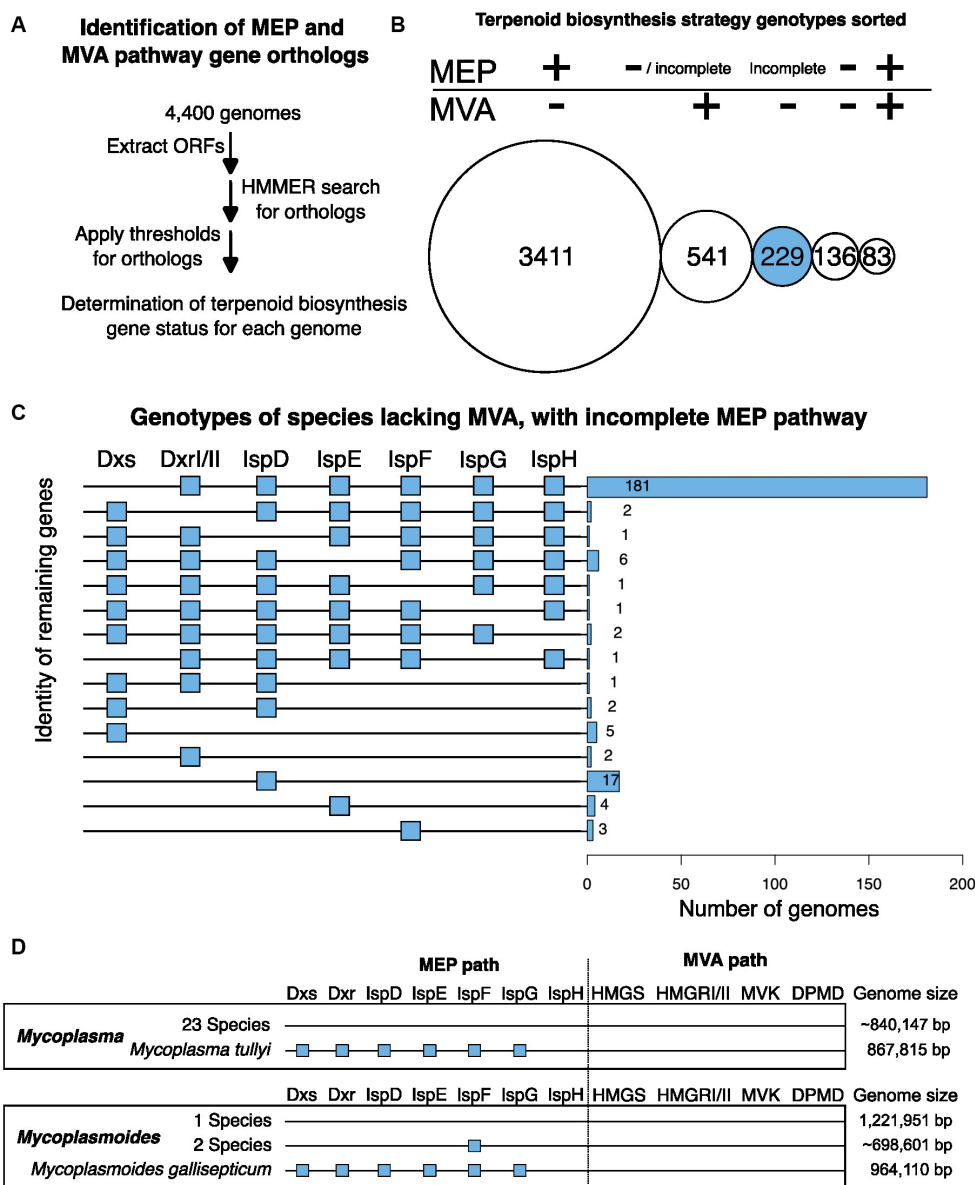 A
Identification of MEP and
MVA pathway gene orthologs
4,400 genomes
Extract ORFs
HMMER search
for orthologs
Apply thresholds
for orthologs
Determination of terpenoid biosynthesis
gene status for each genome
B
Terpenoid biosynthesis strategy genotypes sorted
MEP + - / incomplete Incomplete - +
MVA - + - - +
3411 541 229 136 83
C
Genotypes of species lacking MVA, with incomplete MEP pathway
Dxs DxrI/II IspD IspE IspF IspG IspH
Identity of remaining genes
181
2
1
6
1
1
2
1
1
2
5
2
17
4
3
0 50 100 150 200
Number of genomes
D
MEP path MVA path
Dxs Dxr IspD IspE IspF IspG IspH HMGS HMGRI/II MVK DPMD Genome size
Mycoplasma
23 Species ~840,147 bp
Mycoplasma tullyi 867,815 bp
Dxs Dxr IspD IspE IspF IspG IspH HMGS HMGRI/II MVK DPMD Genome size
Mycoplasmoides
1 Species 1,221,951 bp
2 Species ~698,601 bp
Mycoplasmoides gallisepticum 964,110 bp